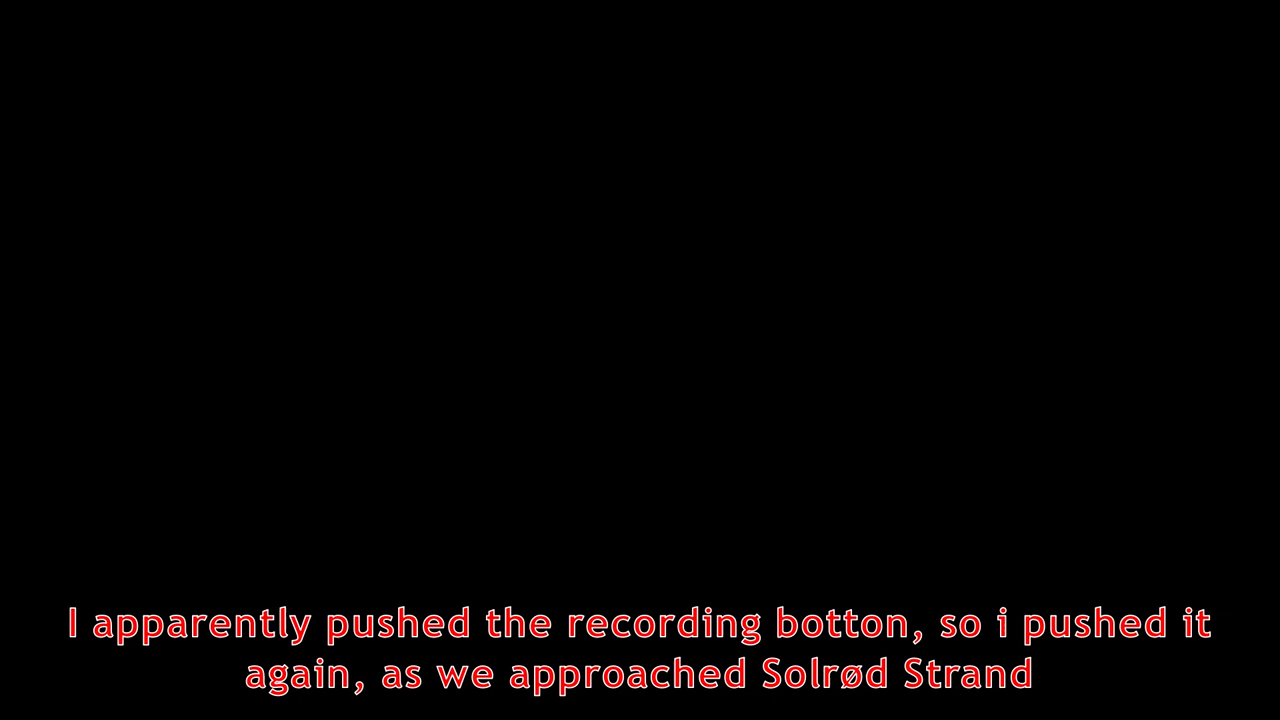 I apparently pushed the recording botton, so i pushed it
again, as we approached Solrød Strand